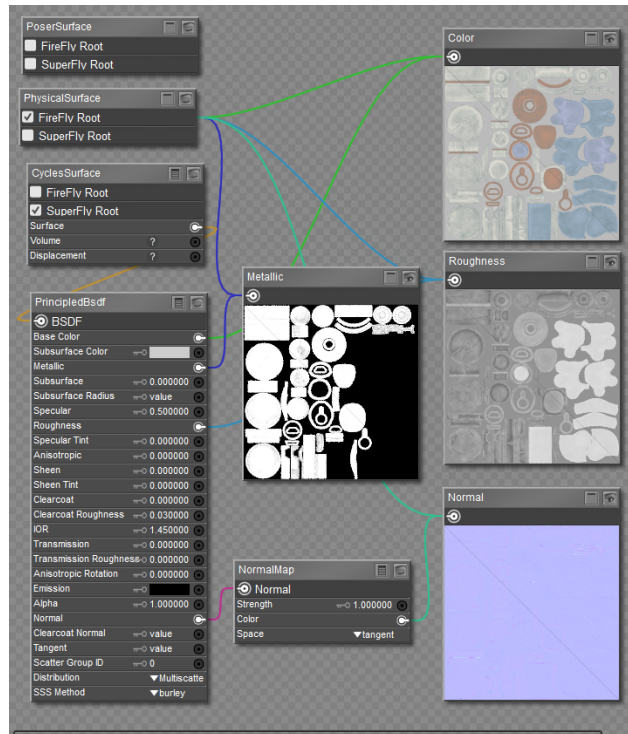 PoserSurface
FireFly Root
SuperFly Root
PhysicalSurface
FireFly Root
SuperFly Root
CyclesSurface
FireFly Root
SuperFly Root
Surface
Volume ?
Displacement ?
PrincipledBsdf
BSDF
Base Color
Subsurface Color
Metallic
Subsurface 0.000000
Subsurface Radius value
Specular 0.500000
Roughness
Specular Tint 0.000000
Anisotropic 0.000000
Sheen 0.000000
Sheen Tint 0.000000
Clearcoat 0.000000
Clearcoat Roughness 0.030000
IOR 1.450000
Transmission 0.000000
Transmission Roughness 0.000000
Anisotropic Rotation 0.000000
Emission
Alpha 1.000000
Normal
Clearcoat Normal value
Tangent value
Scatter Group ID 0
Distribution ▼Multiscatte
SSS Method ▼burley
Metallic
NormalMap
Normal
Strength 1.000000
Color
Space ▼tangent
Color
Roughness
Normal